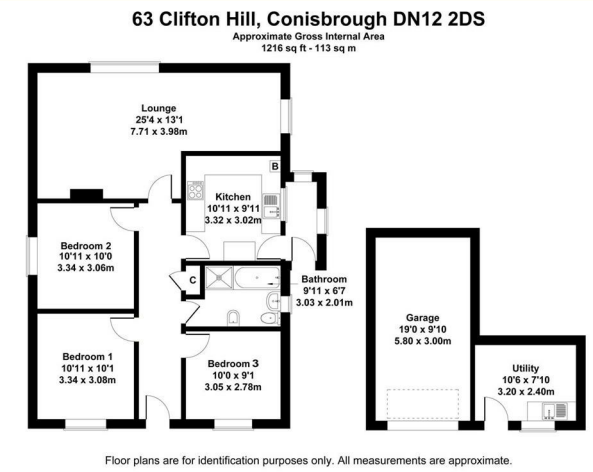 63 Clifton Hill, Conisbrough DN12 2DS
Approximate Gross Internal Area
1216 sq ft - 113 sq m
Lounge
25'4 x 13'1
7.71 x 3.98m
B
Kitchen
10'11 x 9'11
3.32 x 3.02m
Bedroom 2
10'11 x 10'0
3.34 x 3.06m
C
Bathroom
9'11 x 6'7
3.03 x 2.01m
Bedroom 1
10'11 x 10'1
3.34 x 3.08m
Bedroom 3
10'0 x 9'1
3.05 x 2.78m
Garage
19'0 x 9'10
5.80 x 3.00m
Utility
10'6 x 7'10
3.20 x 2.40m
Floor plans are for identification purposes only. All measurements are approximate.